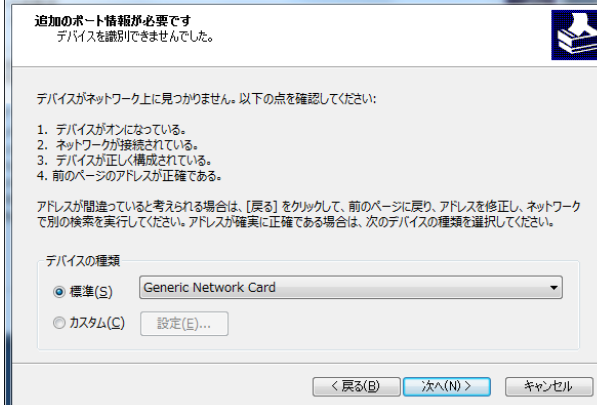 追加のポート情報が必要です
デバイスを識別できませんでした。
デバイスがネットワーク上に見つかりません。以下の点を確認してください:
1. デバイスがオンになっている。
2. ネットワークが接続されている。
3. デバイスが正しく構成されている。
4. 前のページのアドレスが正確である。
アドレスが間違っていると考えられる場合は、[戻る] をクリックして、前のページに戻り、アドレスを修正し、ネットワーク
で別の検索を実行してください。アドレスが確実に正確である場合は、次のデバイスの種類を選択してください。
デバイスの種類
標準(S) Generic Network Card
カスタム(C) 設定(E)...
< 戻る(B) 次へ(N) > キャンセル